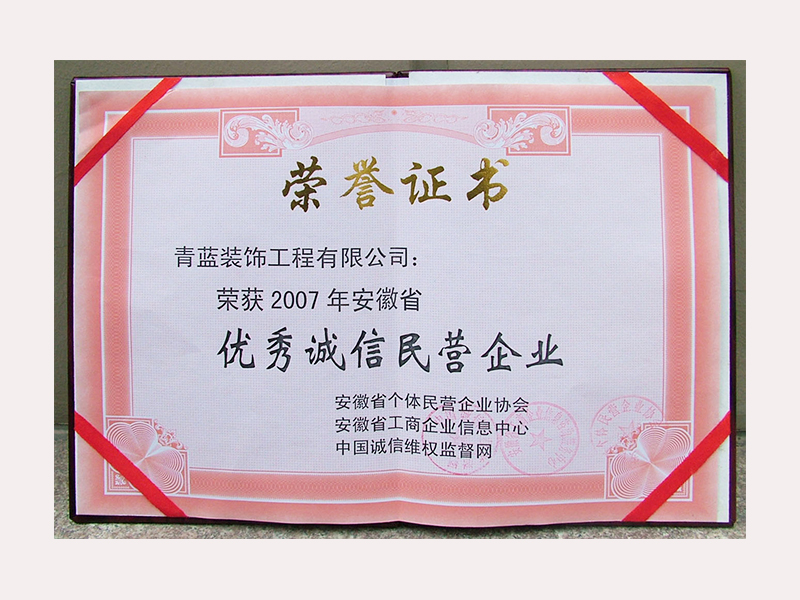 荣誉证书
青蓝装饰工程有限公司：
荣获 2007 年安徽省
优秀诚信民营企业
安徽省个体民营企业协会
安徽省工商企业信息中心
中国诚信维权监督网